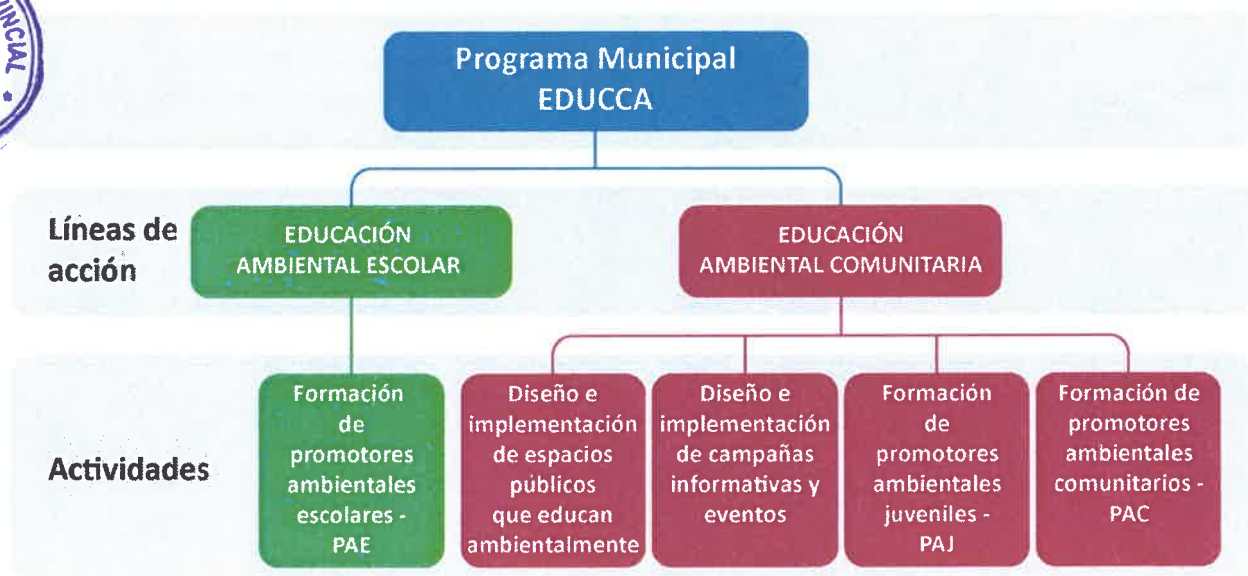 Programa Municipal
EDUCCA
Líneas de
acción
EDUCACIÓN
AMBIENTAL ESCOLAR
EDUCACIÓN
AMBIENTAL COMUNITARIA
Actividades
Formación
de
promotores
ambientales
escolares -
PAE
Diseño e
implementación
de espacios
públicos
que educan
ambientalmente
Diseño e
implementación
de campañas
informativas y
eventos
Formación
de
promotores
ambientales
juveniles -
PAJ
Formación de
promotores
ambientales
comunitarios -
PAC